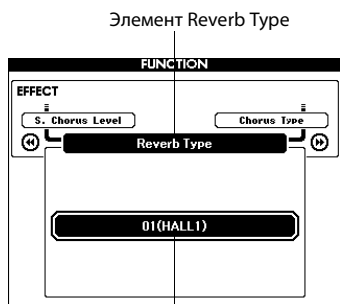 Элемент Reverb Type
FUNCTION
EFFECT
S. Chorus Level Chorus Type
Reverb Type
01(HALL1)